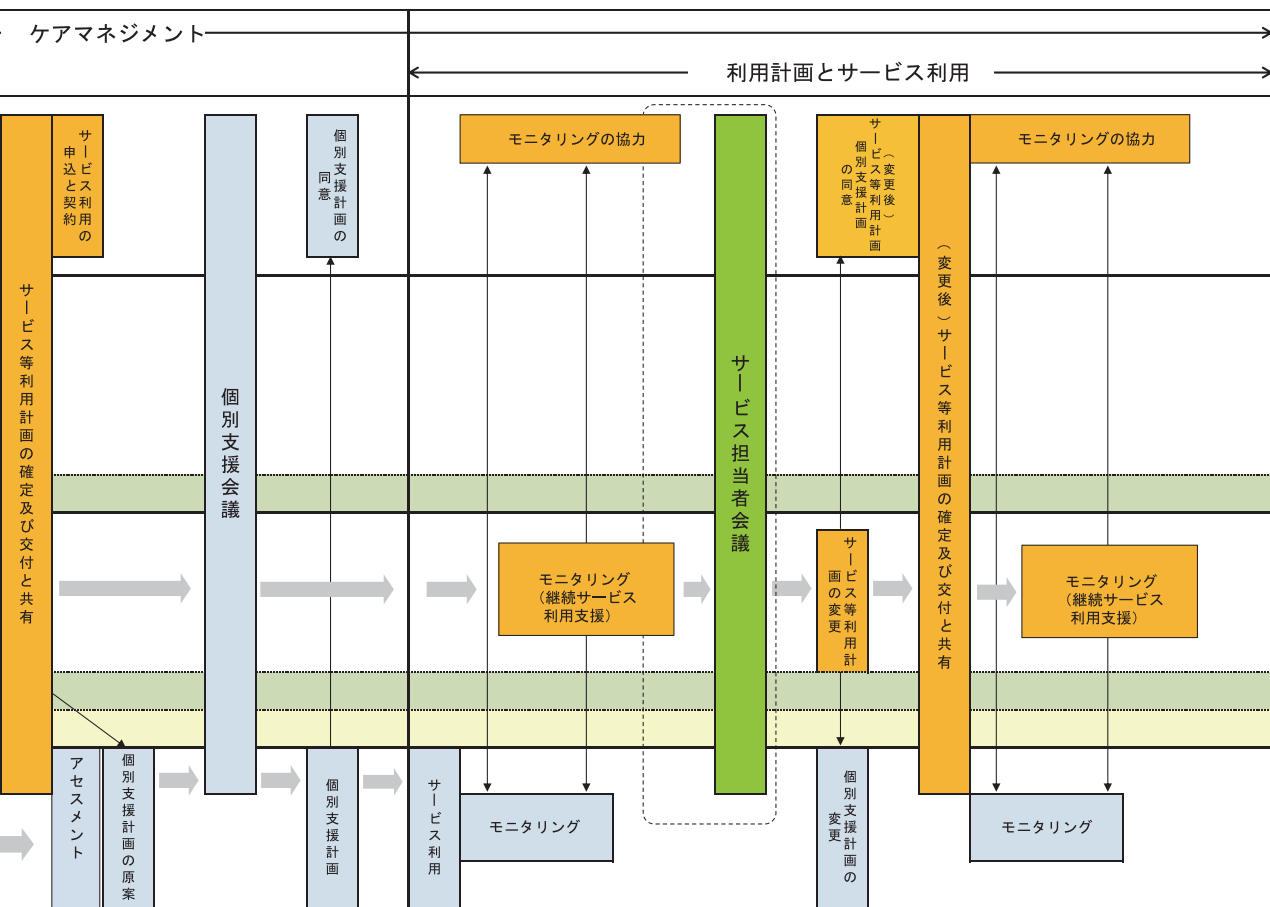 ケアマネジメント
利用計画とサービス利用
サービス等利用計画の確定及び交付と共有
サービス利用の
申込と契約
個別支援会議
個別支援計画の
同意
モニタリングの協力
サービス担当者会議
（変更後）
サービス等利用計画
個別支援計画
の同意
（変更後）サービス等利用計画の確定及び交付と共有
モニタリングの協力
モニタリング
（継続サービス
利用支援）
サービス等利用計
画の変更
モニタリング
（継続サービス
利用支援）
アセスメント
個別支援計画の原案
個別支援計画
サービス利用
モニタリング
個別支援計画の
変更
モニタリング